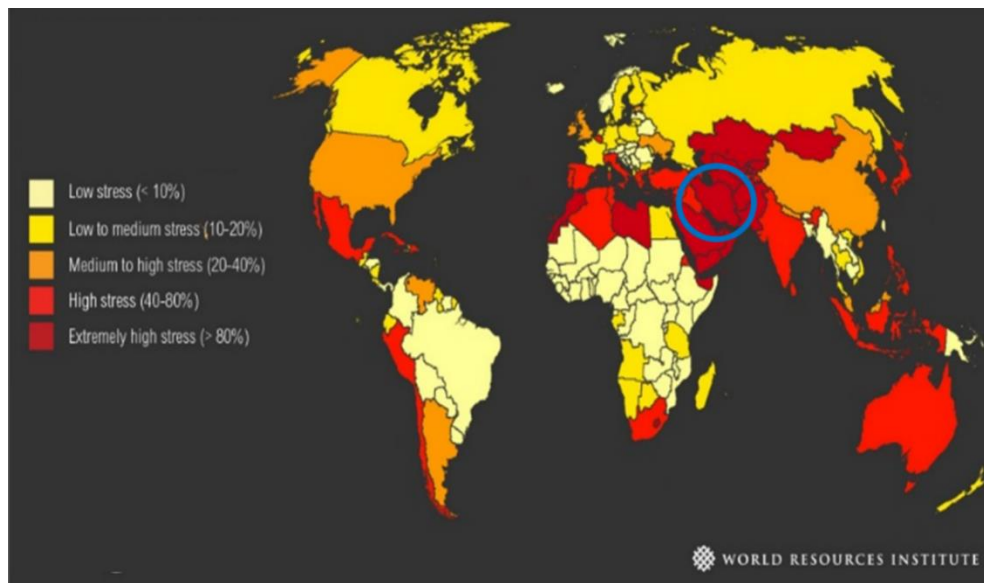 Low stress (< 10%)
Low to medium stress (10-20%)
Medium to high stress (20-40%)
High stress (40-80%)
Extremely high stress (> 80%)
WORLD RESOURCES INSTITUTE